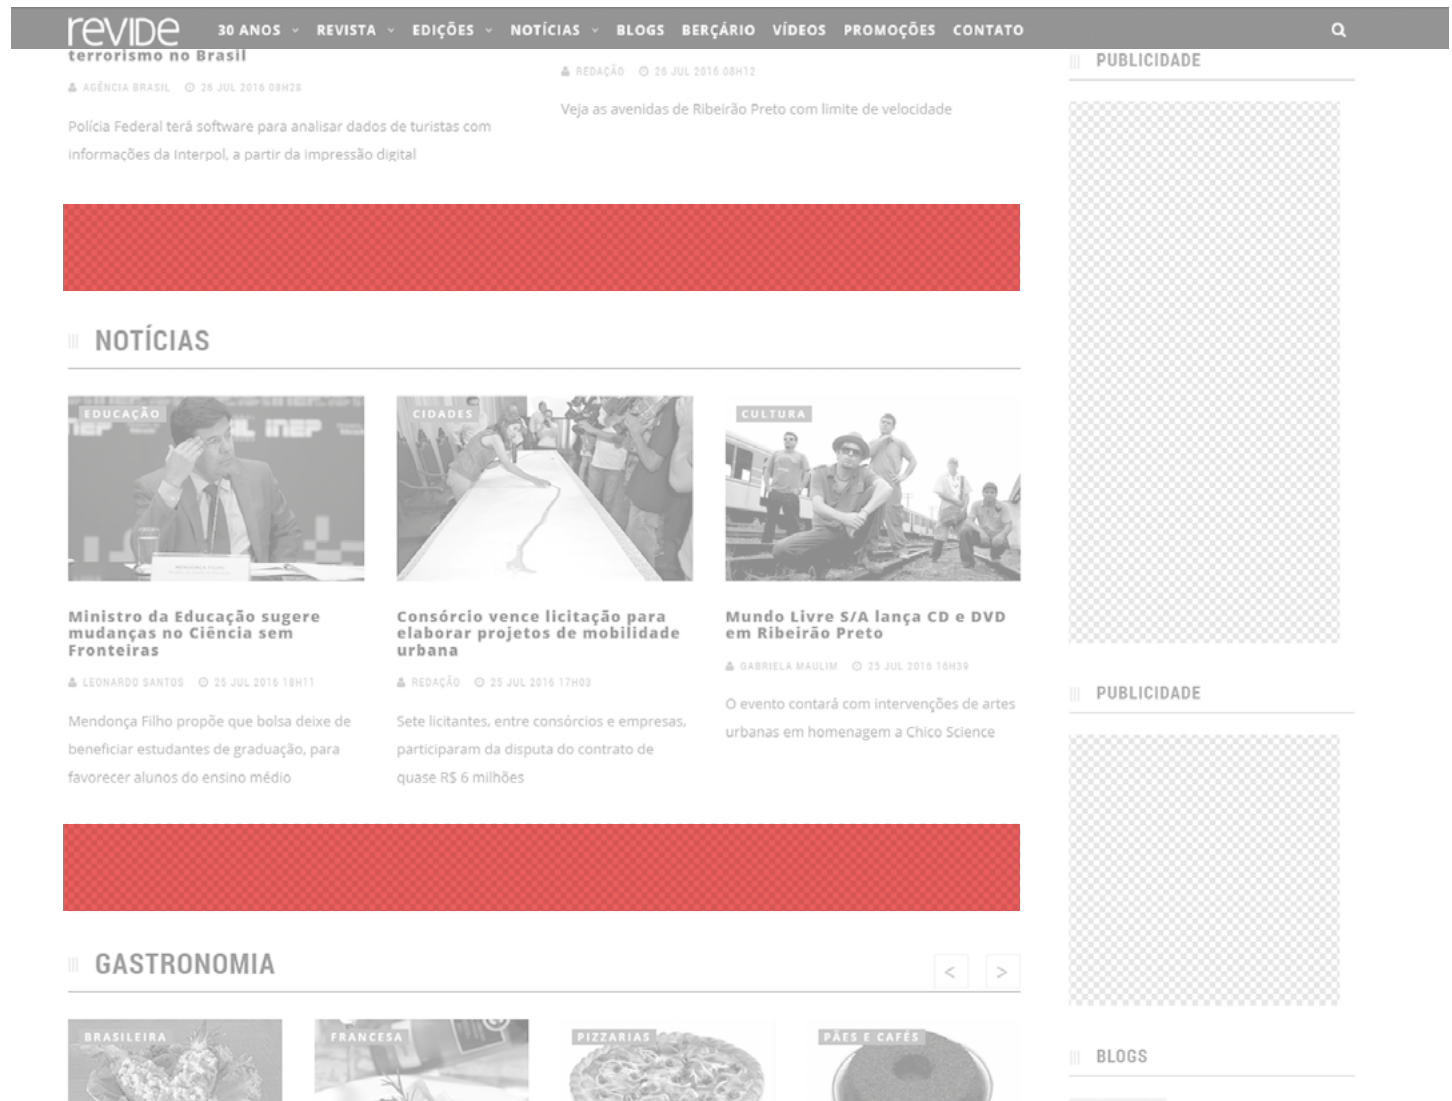 revide 30 ANOS REVISTA EDIÇÕES NOTÍCIAS BLOGS BERÇÁRIO VÍDEOS PROMOÇÕES CONTATO
terrorismo no Brasil
AGÊNCIA BRASIL 26 JUL 2016 08H28
Polícia Federal terá software para analisar dados de turistas com
informações da Interpol, a partir da impressão digital
REDAÇÃO 26 JUL 2016 08H12
Veja as avenidas de Ribeirão Preto com limite de velocidade
PUBLICIDADE
NOTÍCIAS
EDUCAÇÃO
INEP
Ministro da Educação sugere
mudanças no Ciência sem
Fronteiras
LEONARDO SANTOS 25 JUL 2016 18H11
Mendonça Filho propõe que bolsa deixe de
beneficiar estudantes de graduação, para
favorecer alunos do ensino médio
CIDADES
Consórcio vence licitação para
elaborar projetos de mobilidade
urbana
REDAÇÃO 25 JUL 2016 17H03
Sete licitantes, entre consórcios e empresas,
participaram da disputa do contrato de
quase R$ 6 milhões
CULTURA
Mundo Livre S/A lança CD e DVD
em Ribeirão Preto
GABRIELA MAULIM 25 JUL 2016 16H39
O evento contará com intervenções de artes
urbanas em homenagem a Chico Science
PUBLICIDADE
GASTRONOMIA
< >
BRASILEIRA
FRANCESA
PIZZARIAS
PÃES E CAFÉS
BLOGS